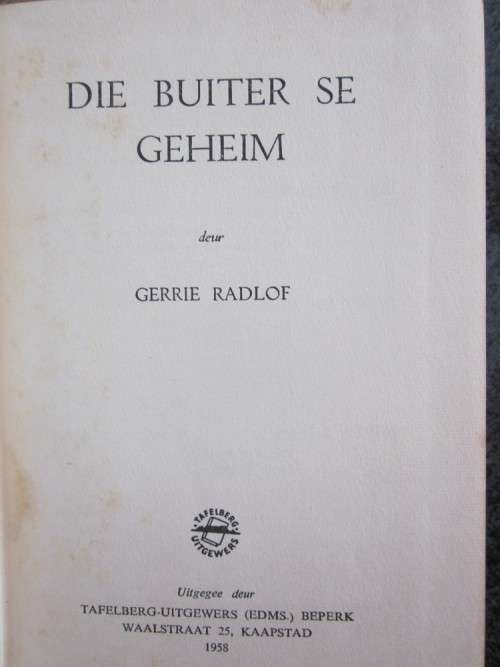 DIE BUITER SE
GEHEIM
deur
GERRIE RADLOF
TAFELBERG
UITGEWERS
Uitgegee deur
TAFELBERG-UITGEWERS (EDMS.) BEPERK
WAALSTRAAT 25, KAAPSTAD
1958